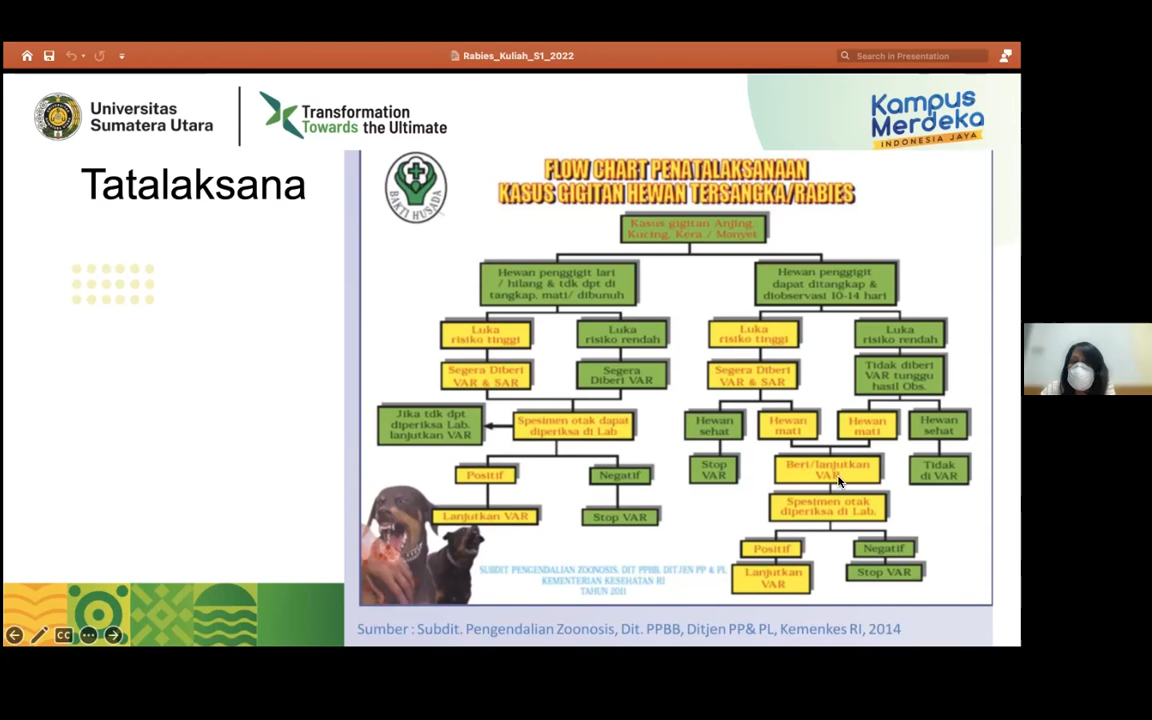 Rabies_Kuliah_S1_2022
Search in Presentation
Universitas
Sumatera Utara
Transformation
Towards the Ultimate
Kampus
Merdeka
INDONESIA JAYA
Tatalaksana
BAKTI HUSADA
FLOW CHART PENATALAKSANAAN
KASUS GIGITAN HEWAN TERSANGKA/RABIES
Kasus gigitan Anjing,
Kucing, Kera / Monyet
Hewan penggigit lari
/ hilang & tdk dpt di
tangkap, mati/ dibunuh
Hewan penggigit
dapat ditangkap &
diobservasi 10-14 hari
Luka
risiko tinggi
Luka
risiko rendah
Luka
risiko tinggi
Luka
risiko rendah
Segera Diberi
VAR & SAR
Segera
Diberi VAR
Segera Diberi
VAR & SAR
Tidak diberi
VAR tunggu
hasil Obs.
Jika tdk dpt
diperiksa Lab.
lanjutkan VAR
Spesimen otak dapat
diperiksa di Lab
Hewan
sehat
Hewan
mati
Hewan
mati
Hewan
sehat
Positif
Negatif
Stop
VAR
Beri/lanjutkan
VAR
Tidak
di VAR
Lanjutkan VAR
Stop VAR
Spesimen otak
diperiksa di Lab.
Positif
Negatif
Lanjutkan
VAR
Stop VAR
SUBDIT PENGENDALIAN ZOONOSIS, DIT PPBB, DITJEN PP & PL
KEMENTERIAN KESEHATAN RI
TAHUN 2011
Sumber : Subdit. Pengendalian Zoonosis, Dit. PPBB, Ditjen PP& PL, Kemenkes RI, 2014
CC